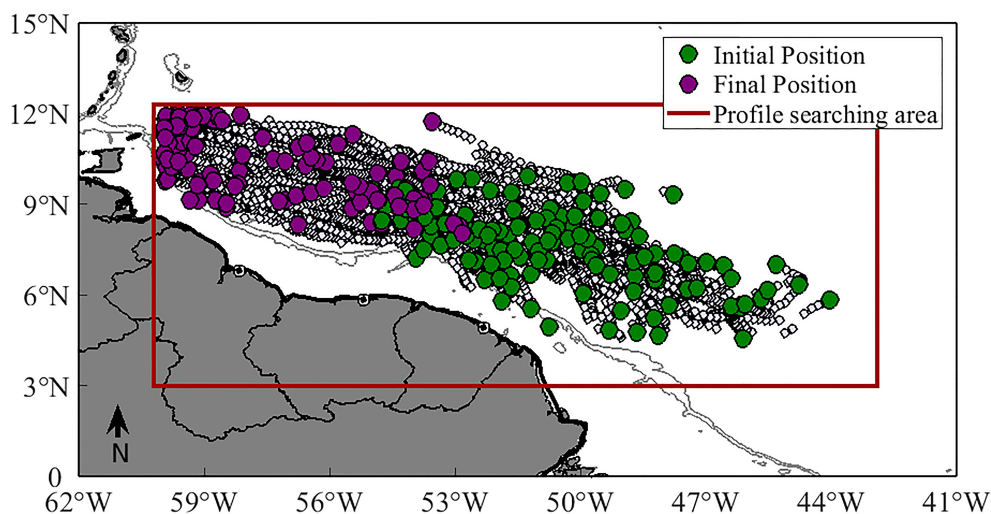 15°N
12°N
9°N
6°N
3°N
0
62°W
59°W
56°W
53°W
50°W
47°W
44°W
41°W
Initial Position
Final Position
Profile searching area
N